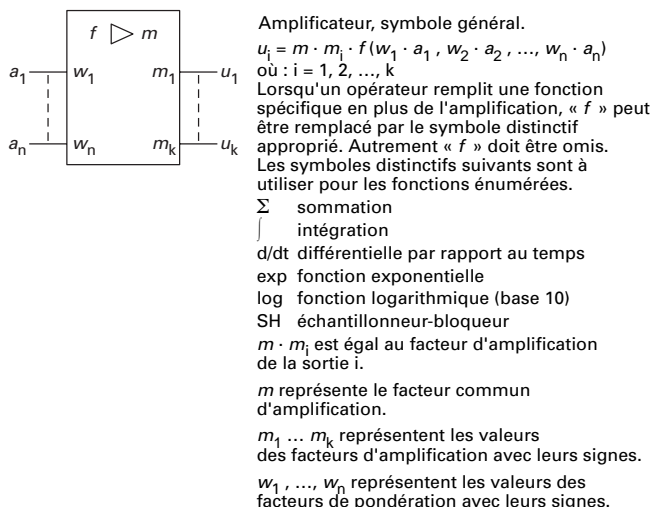 f ▷ m
a1 w1 m1 u1
an wn mk uk
Amplificateur, symbole général.
ui = m · mi · f (w1 · a1 , w2 · a2 , ..., wn · an)
où : i = 1, 2, ..., k
Lorsqu'un opérateur remplit une fonction
spécifique en plus de l'amplification, « f » peut
être remplacé par le symbole distinctif
approprié. Autrement « f » doit être omis.
Les symboles distinctifs suivants sont à
utiliser pour les fonctions énumérées.
Σ sommation
∫ intégration
d/dt différentielle par rapport au temps
exp fonction exponentielle
log fonction logarithmique (base 10)
SH échantillonneur-bloqueur
m · mi est égal au facteur d'amplification
de la sortie i.
m représente le facteur commun
d'amplification.
m1 ... mk représentent les valeurs
des facteurs d'amplification avec leurs signes.
w1 , ..., wn représentent les valeurs des
facteurs de pondération avec leurs signes.